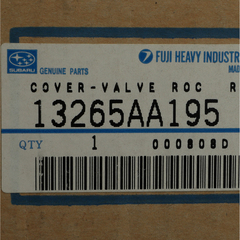 FUJI HEAVY INDUSTR
SUBARU GENUINE PARTS MAD
COVER-VALVE ROC R
13265AA195
QTY 1 000808D